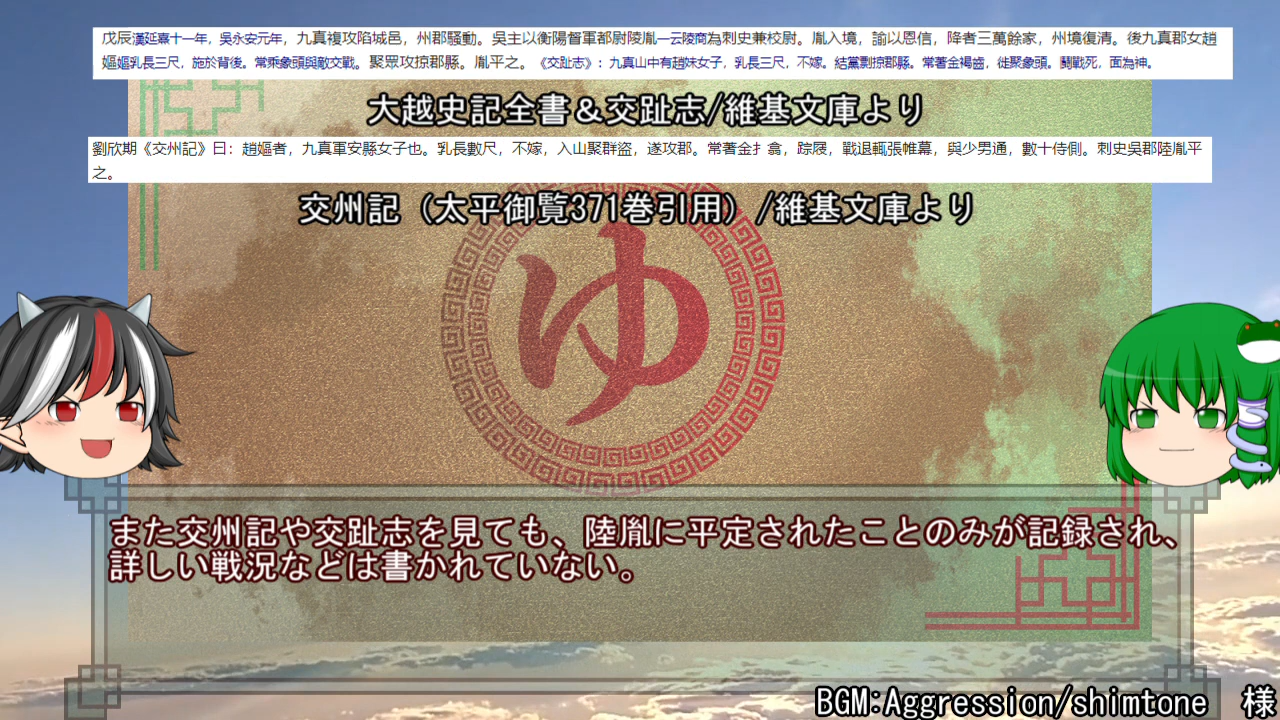 戊辰漢延熹十一年，吳永安元年，九真複攻陷城邑，州郡騷動。吳主以衡陽督軍都尉陸胤一云陵商為刺史兼校尉。胤入境，諭以恩信，降者三萬餘家，州境復清。後九真郡女趙
嫗嫗乳長三尺，施於背後。常乘象頭與敵交戰。聚眾攻掠郡縣。胤平之。《交趾志》：九真山中有趙妹女子，乳長三尺，不嫁。結黨剽掠郡縣。常著金褐齒屐，徙聚象頭。鬭戰死，面為神。
大越史記全書＆交趾志/維基文庫より
劉欣期《交州記》曰：趙嫗者，九真軍安縣女子也。乳長數尺，不嫁，入山聚群盜，遂攻郡。常著金扌翕，踪屐，戰退輒張帷幕，與少男通，數十侍側。刺史吳郡陸胤平
之。
交州記（太平御覧371巻引用）/維基文庫より
ゆ
また交州記や交趾志を見ても、陸胤に平定されたことのみが記録され、
詳しい戦況などは書かれていない。
BGM:Aggression/shimtone　様